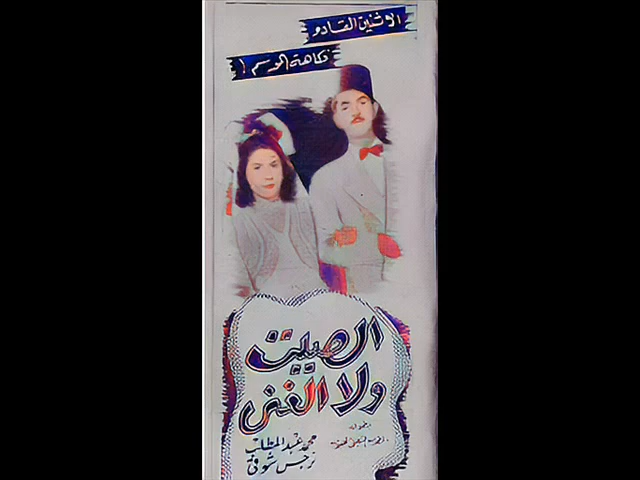 الاثنين القادم
فكاهة الموسم !
الصيت
ولا الغنى
محمد عبد المطلب
نرجس شوقي